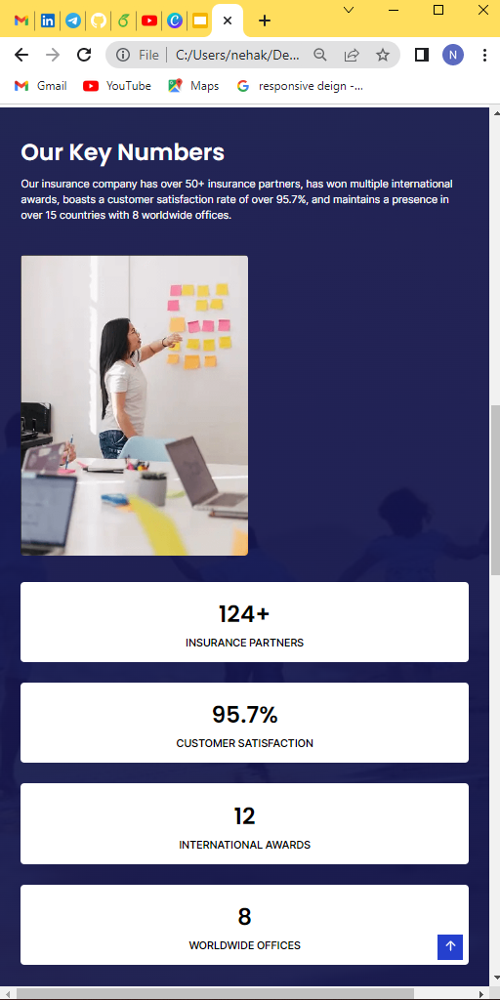 File
C:/Users/nehak/De...
N
Gmail
YouTube
Maps
responsive deign -...
Our Key Numbers
Our insurance company has over 50+ insurance partners, has won multiple international
awards, boasts a customer satisfaction rate of over 95.7%, and maintains a presence in
over 15 countries with 8 worldwide offices.
124+
INSURANCE PARTNERS
95.7%
CUSTOMER SATISFACTION
12
INTERNATIONAL AWARDS
8
WORLDWIDE OFFICES